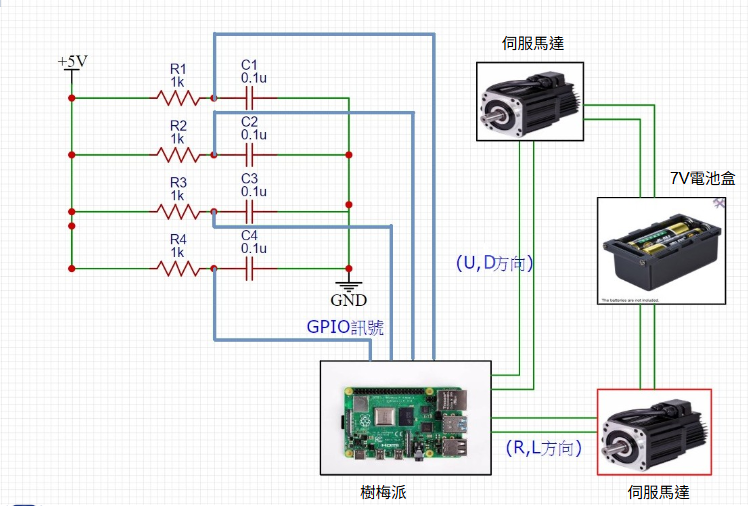 伺服馬達
+5V
R1
1k
C1
0.1u
R2
1k
C2
0.1u
7V電池盒
R3
1k
C3
0.1u
R4
1k
C4
0.1u
(U,D方向)
GND
The batteries are not included.
GPIO訊號
(R,L方向)
樹梅派
伺服馬達